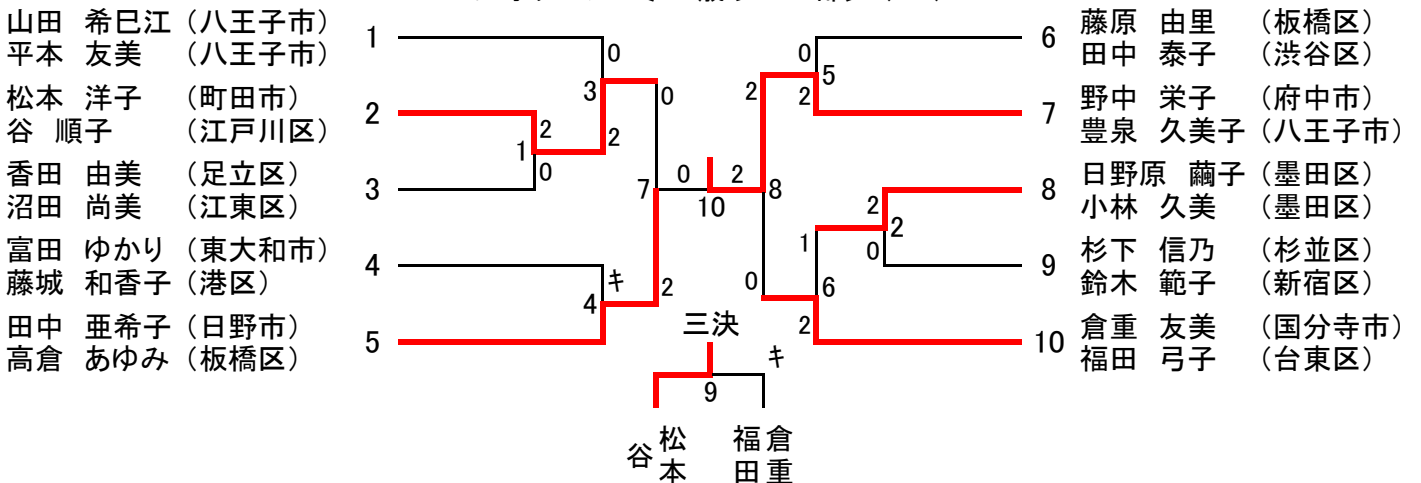 山田 希巳江 (八王子市)
平本 友美 (八王子市)
1
松本 洋子 (町田市)
谷 順子 (江戸川区)
2
香田 由美 (足立区)
沼田 尚美 (江東区)
3
富田 ゆかり (東大和市)
藤城 和香子 (港区)
4
田中 亜希子 (日野市)
高倉 あゆみ (板橋区)
5
0
3
2
1
2
0
0
7
キ
4
2
0
2
10
三決
キ
9
谷
松本
福田
倉重
0
5
2
2
8
2
2
0
1
0
6
2
6
藤原 由里 (板橋区)
田中 泰子 (渋谷区)
7
野中 栄子 (府中市)
豊泉 久美子 (八王子市)
8
日野原 繭子 (墨田区)
小林 久美 (墨田区)
9
杉下 信乃 (杉並区)
鈴木 範子 (新宿区)
10
倉重 友美 (国分寺市)
福田 弓子 (台東区)